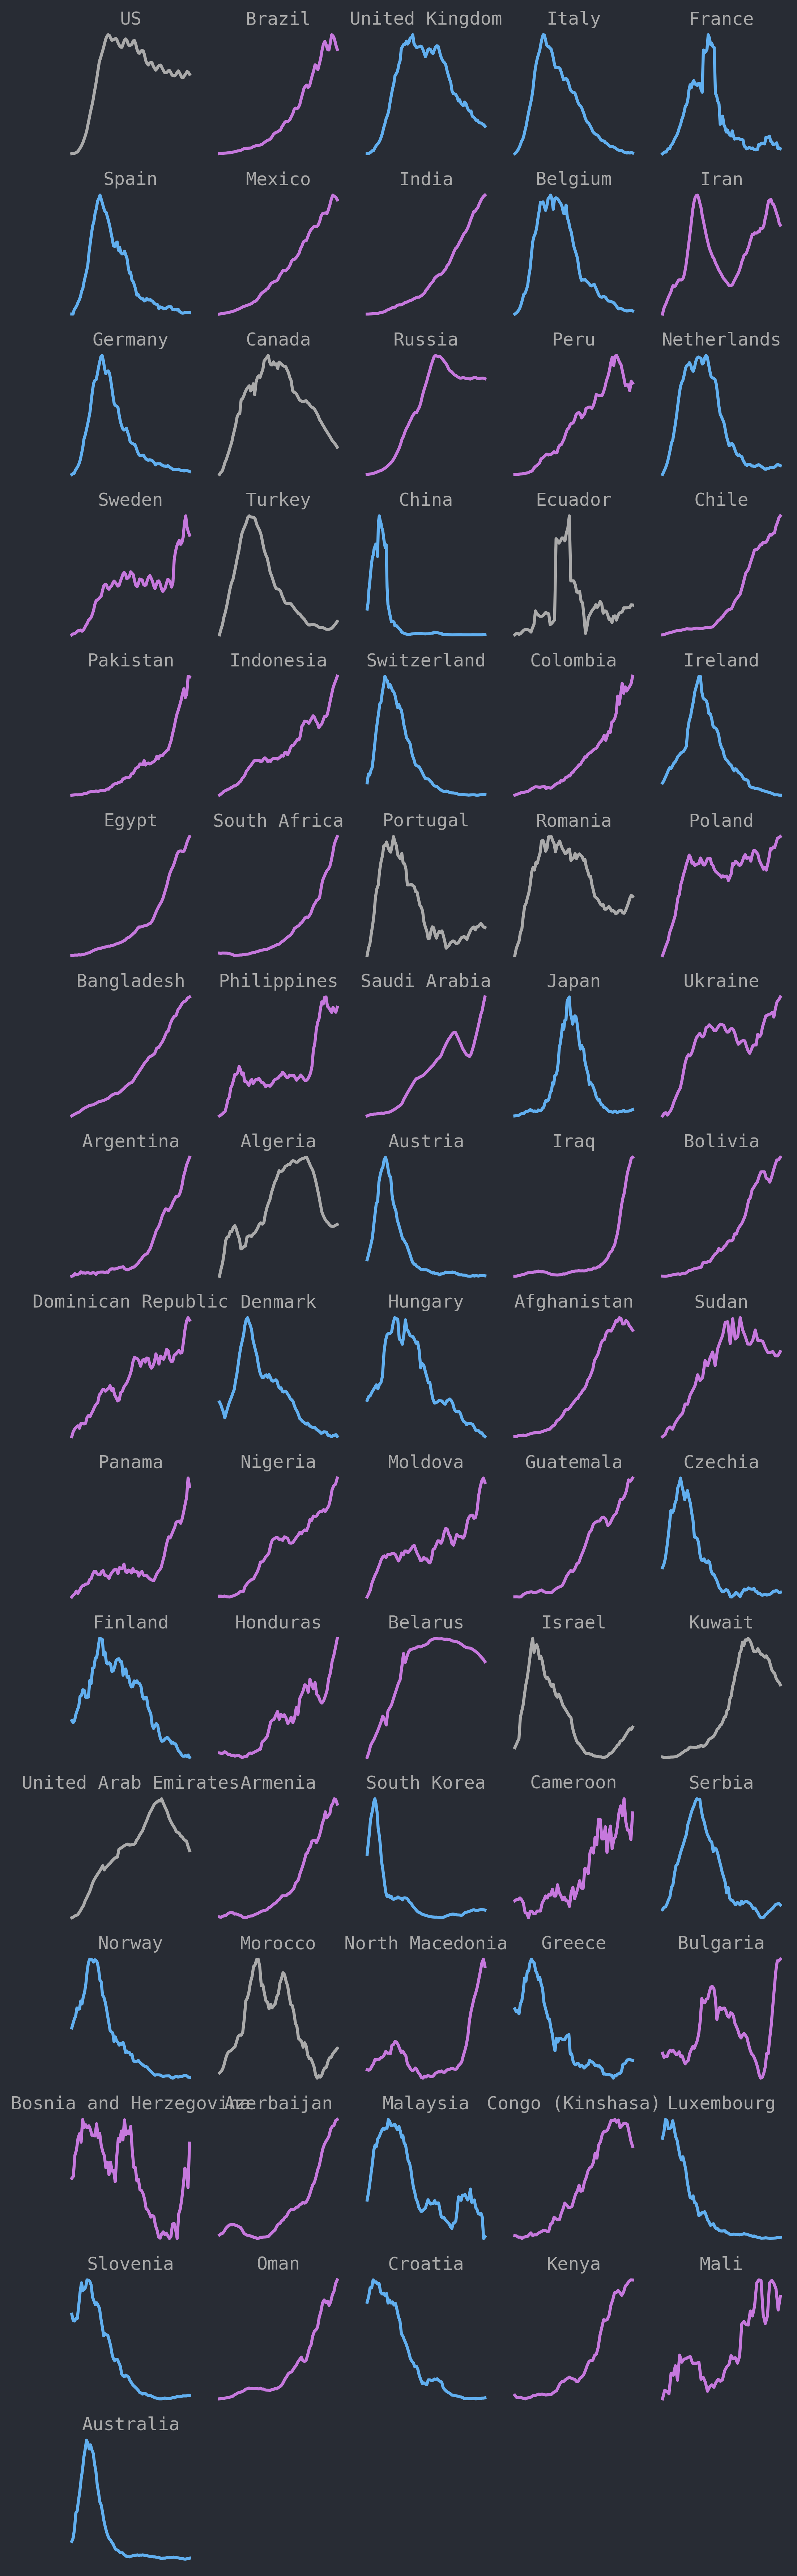 US Brazil United Kingdom Italy France
Spain Mexico India Belgium Iran
Germany Canada Russia Peru Netherlands
Sweden Turkey China Ecuador Chile
Pakistan Indonesia Switzerland Colombia Ireland
Egypt South Africa Portugal Romania Poland
Bangladesh Philippines Saudi Arabia Japan Ukraine
Argentina Algeria Austria Iraq Bolivia
Dominican Republic Denmark Hungary Afghanistan Sudan
Panama Nigeria Moldova Guatemala Czechia
Finland Honduras Belarus Israel Kuwait
United Arab Emirates Armenia South Korea Cameroon Serbia
Norway Morocco North Macedonia Greece Bulgaria
Bosnia and Herzegovina Azerbaijan Malaysia Congo (Kinshasa) Luxembourg
Slovenia Oman Croatia Kenya Mali
Australia